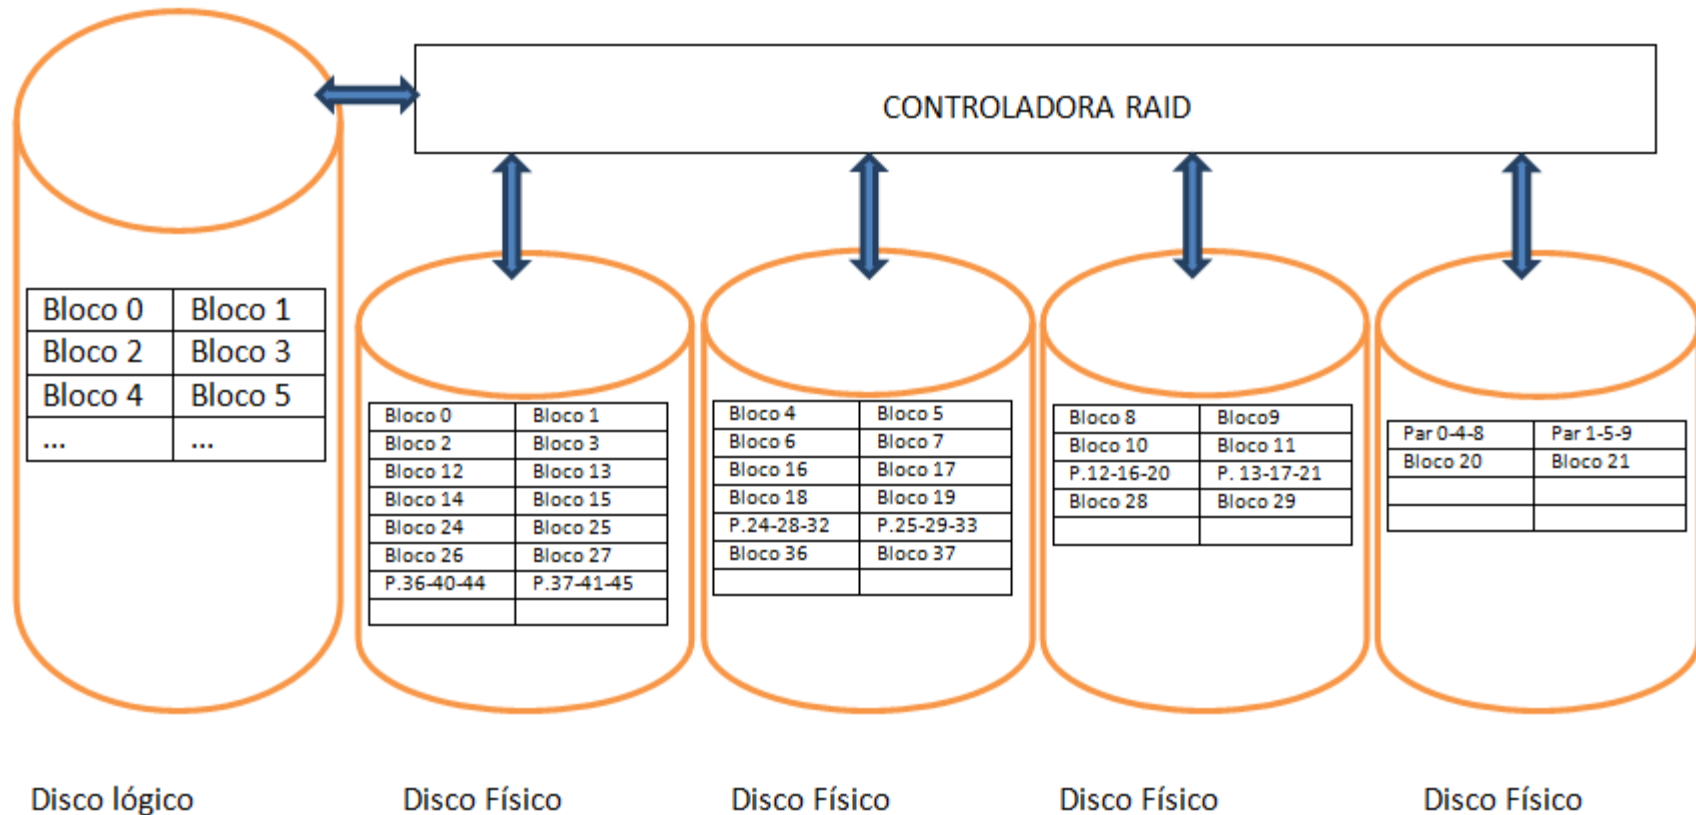 CONTROLADORA RAID
Bloco 0 Bloco 1
Bloco 2 Bloco 3
Bloco 4 Bloco 5
... ...
Bloco 0 Bloco 1
Bloco 2 Bloco 3
Bloco 12 Bloco 13
Bloco 14 Bloco 15
Bloco 24 Bloco 25
Bloco 26 Bloco 27
P.36-40-44 P.37-41-45
Bloco 4 Bloco 5
Bloco 6 Bloco 7
Bloco 16 Bloco 17
Bloco 18 Bloco 19
P.24-28-32 P.25-29-33
Bloco 36 Bloco 37
Bloco 8 Bloco9
Bloco 10 Bloco 11
P.12-16-20 P. 13-17-21
Bloco 28 Bloco 29
Par 0-4-8 Par 1-5-9
Bloco 20 Bloco 21
Disco lógico Disco Físico Disco Físico Disco Físico Disco Físico